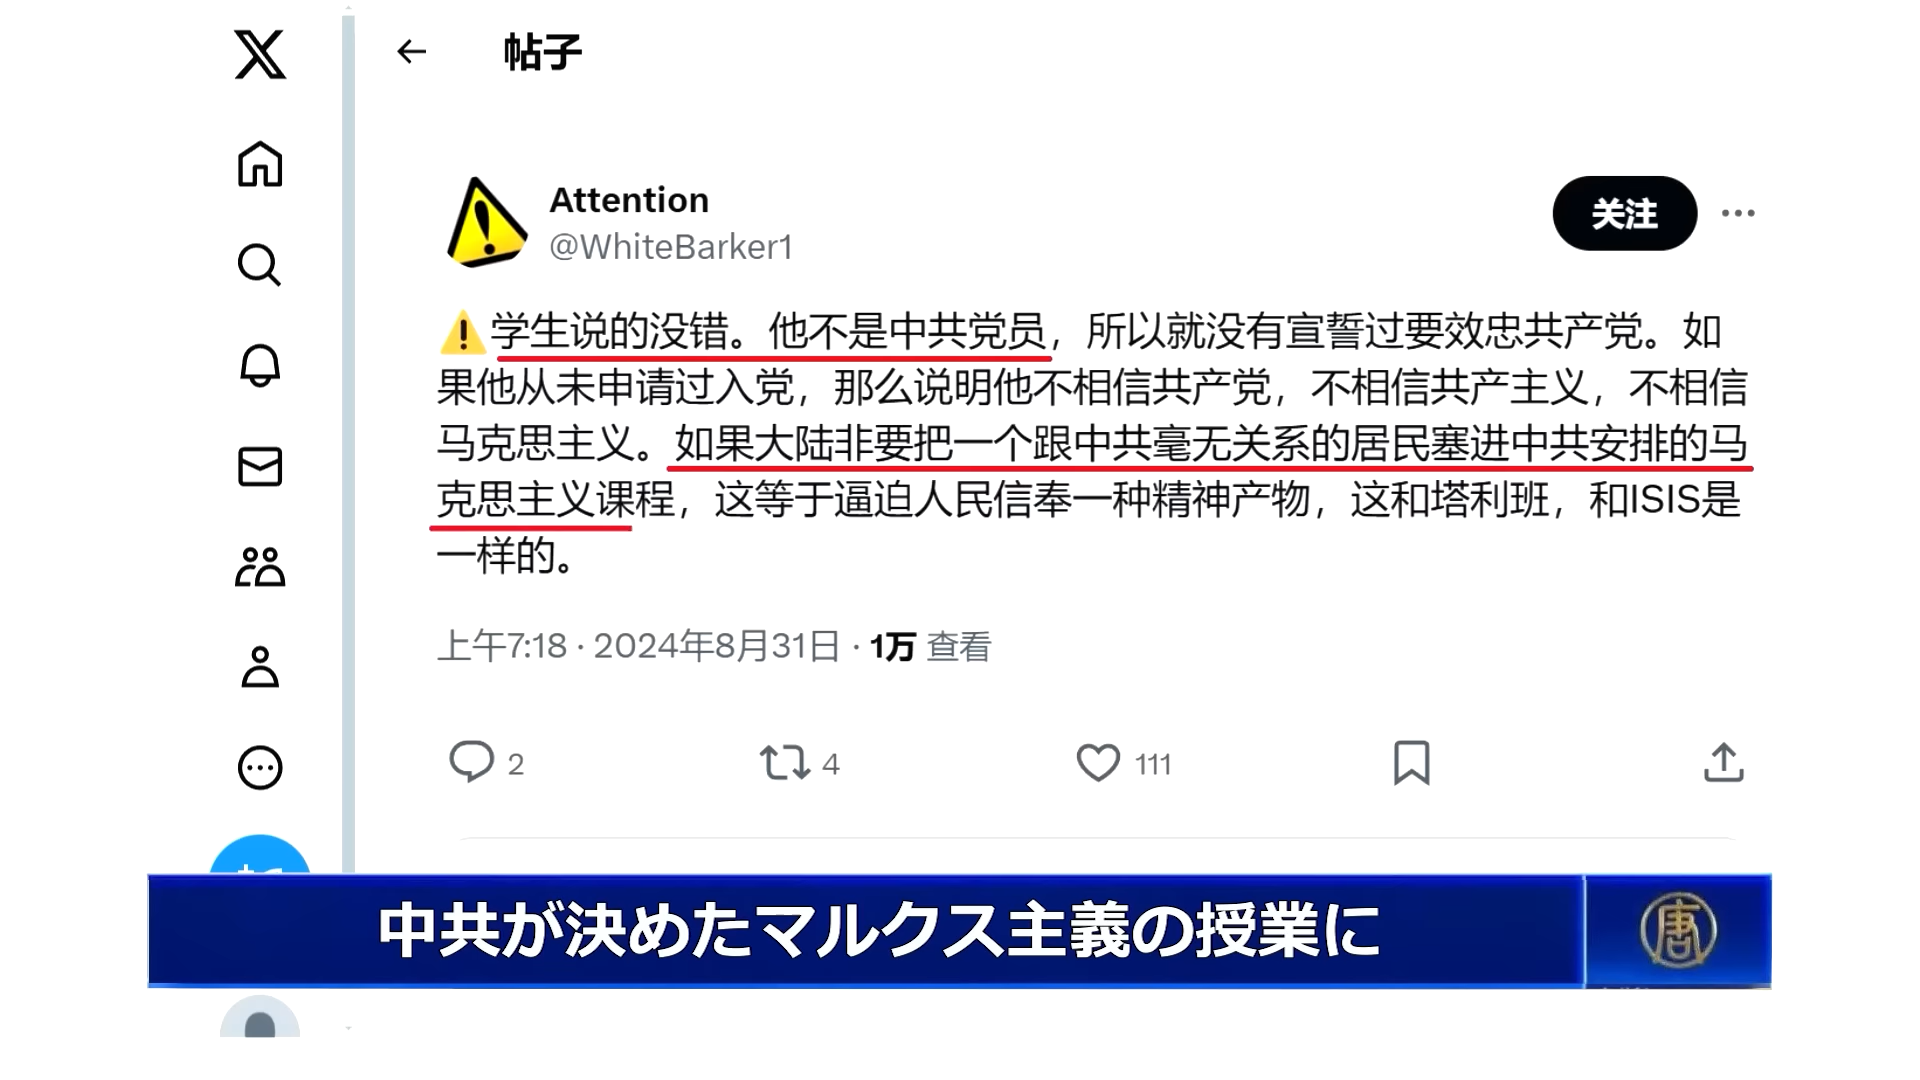 帖子
Attention
@WhiteBarker1
关注
⚠️学生说的没错。他不是中共党员，所以就没有宣誓过要效忠共产党。如
果他从未申请过入党，那么说明他不相信共产党，不相信共产主义，不相信
马克思主义。如果大陆非要把一个跟中共毫无关系的居民塞进中共安排的马
克思主义课程，这等于逼迫人民信奉一种精神产物，这和塔利班，和ISIS是
一样的。
上午7:18 · 2024年8月31日 · 1万 查看
2 4 111
中共が決めたマルクス主義の授業に
唐